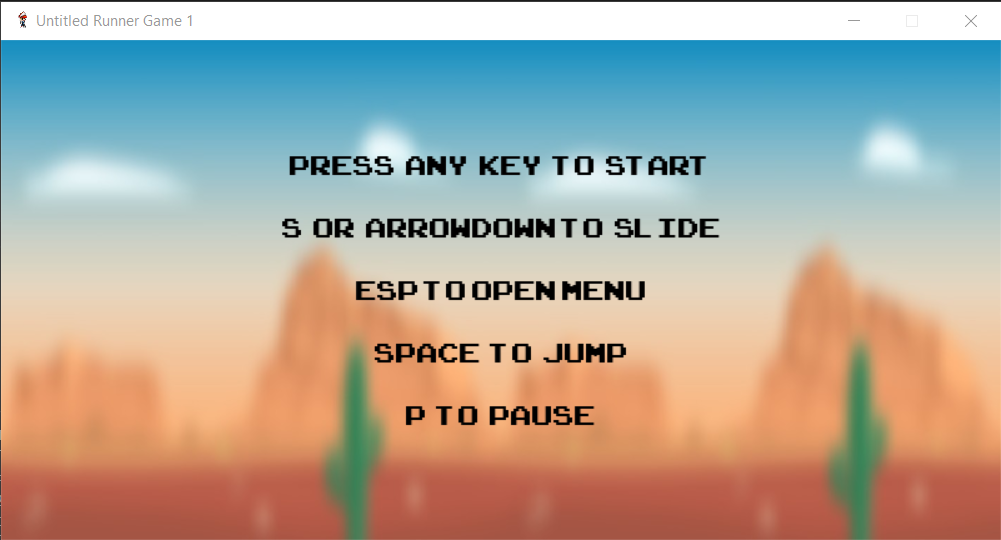 Untitled Runner Game 1
PRESS ANY KEY TO START
S OR ARROWDOWN TO SLIDE
ESP TO OPEN MENU
SPACE TO JUMP
P TO PAUSE